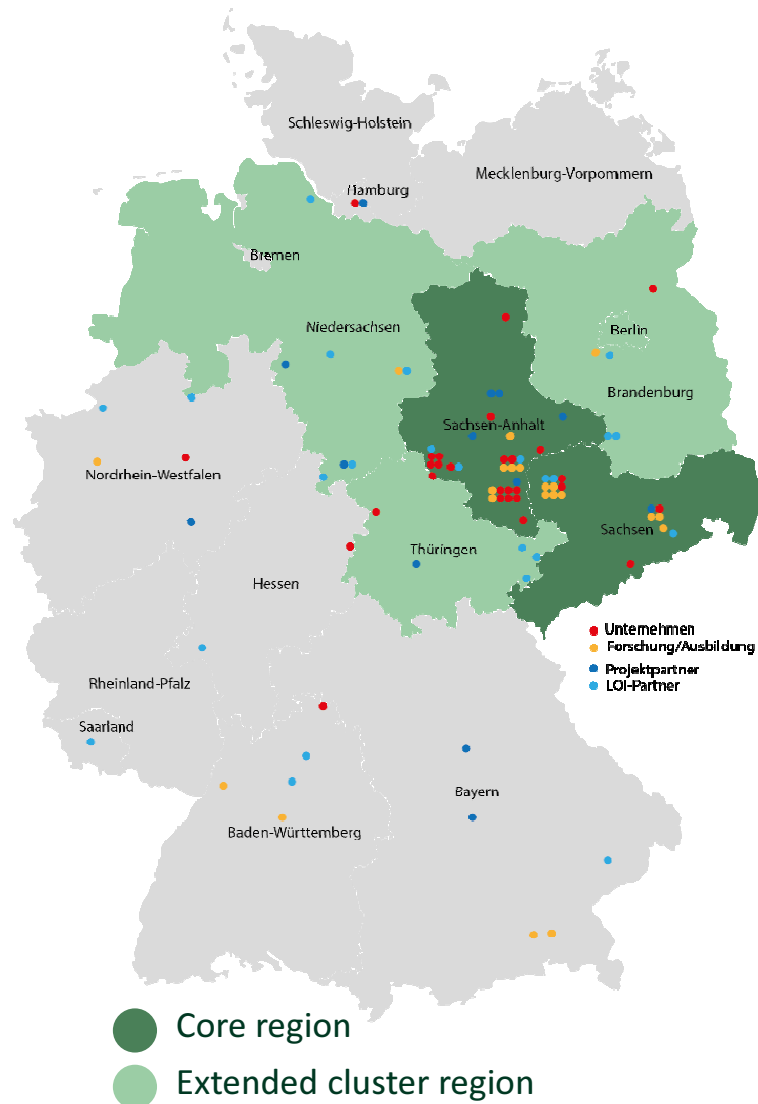 Schleswig-Holstein
Mecklenburg-Vorpommern
Hamburg
Bremen
Niedersachsen
Berlin
Brandenburg
Sachsen-Anhalt
Nordrhein-Westfalen
Sachsen
Thüringen
Hessen
Unternehmen
Forschung/Ausbildung
Projektpartner
LOI-Partner
Rheinland-Pfalz
Saarland
Bayern
Baden-Württemberg
Core region
Extended cluster region